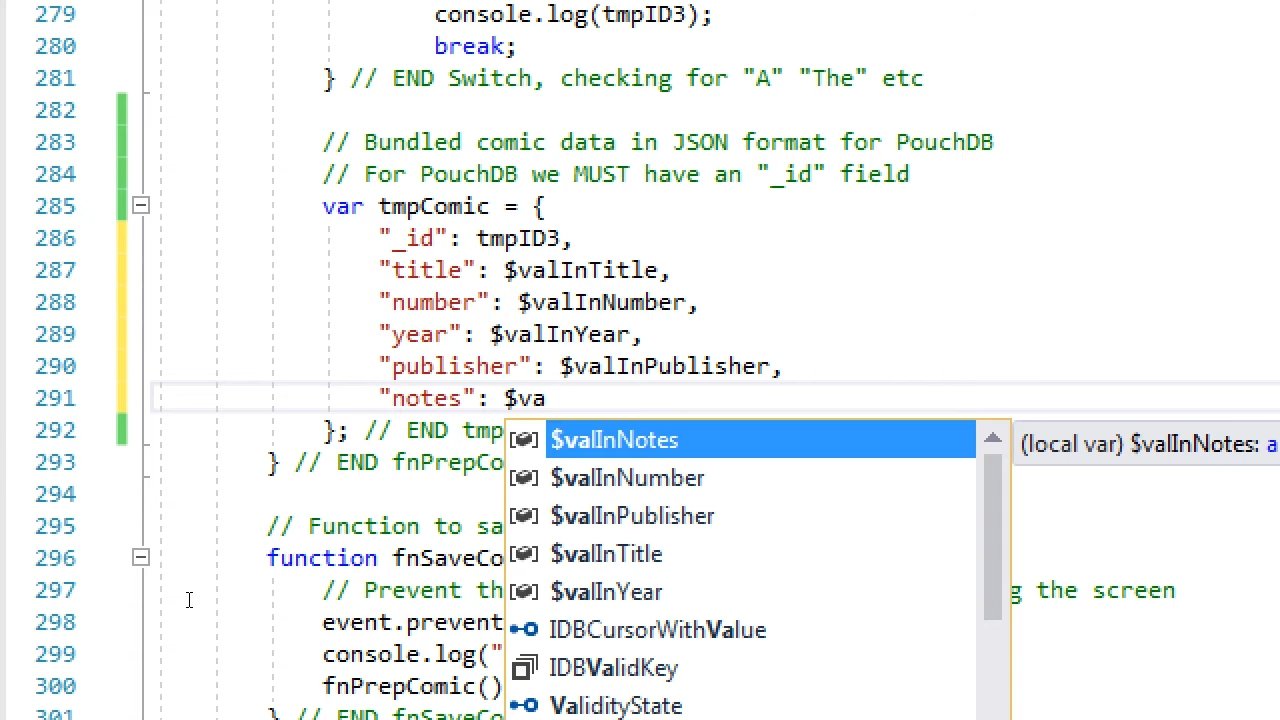 279 console.log(tmpID3);
280 break;
281 } // END Switch, checking for "A" "The" etc
282
283 // Bundled comic data in JSON format for PouchDB
284 // For PouchDB we MUST have an "_id" field
285 var tmpComic = {
286 "_id": tmpID3,
287 "title": $valInTitle,
288 "number": $valInNumber,
289 "year": $valInYear,
290 "publisher": $valInPublisher,
291 "notes": $va
292 }; // END tmp
$valInNotes
(local var) $valInNotes: a
293 } // END fnPrepCo
$valInNumber
294
$valInPublisher
295 // Function to sa
$valInTitle
296 function fnSaveCo
$valInYear
297 // Prevent th
g the screen
298 event.prevent
IDBCursorWithValue
299 console.log("
IDBValidKey
300 fnPrepComic()
ValidityState
301 } // END fnSaveCo